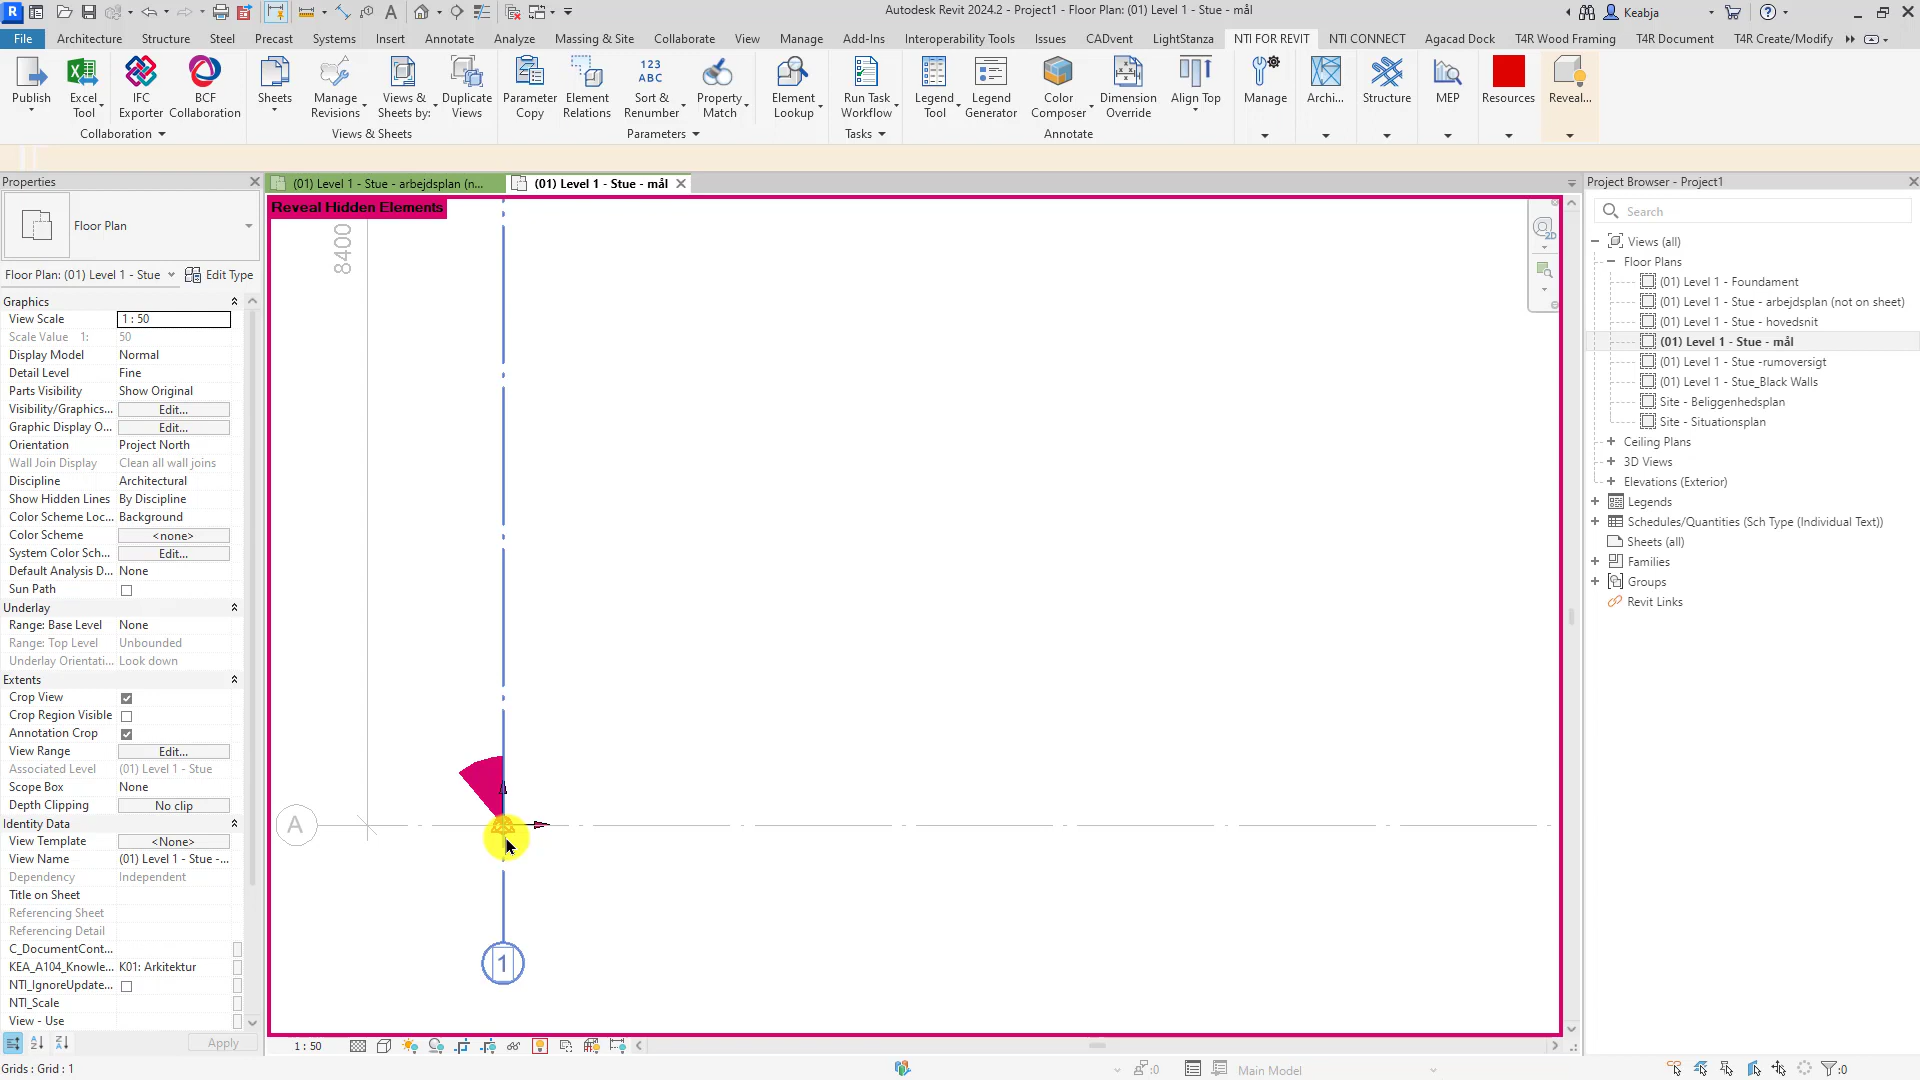 Autodesk Revit 2024.2 - Project1 - Floor Plan: (01) Level 1 - Stue - mål
Keabja
File Architecture Structure Steel Precast Systems Insert Annotate Analyze Massing & Site Collaborate View Manage Add-Ins Interoperability Tools Issues CADvent LightStanza NTI FOR REVIT NTI CONNECT Agacad Dock T4R Wood Framing T4R Document T4R Create/Modify
Publish
Excel Tool
IFC Exporter
BCF Collaboration
Sheets
Manage Revisions
Views & Sheets by:
Duplicate Views
Parameter Copy
Element Relations
123 ABC
Sort & Renumber
Property Match
Element Lookup
Run Task Workflow
Legend Tool
Legend Generator
Color Composer
Dimension Override
Align Top
Manage
Archi...
Structure
MEP
Resources
Reveal...
Collaboration
Views & Sheets
Parameters
Tasks
Annotate
Properties
(01) Level 1 - Stue - arbejdsplan (n...
(01) Level 1 - Stue - mål
Project Browser - Project1
Floor Plan
Floor Plan: (01) Level 1 - Stue
Edit Type
Graphics
View Scale 1 : 50
Scale Value 1: 50
Display Model Normal
Detail Level Fine
Parts Visibility Show Original
Visibility/Graphics... Edit...
Graphic Display O... Edit...
Orientation Project North
Wall Join Display Clean all wall joins
Discipline Architectural
Show Hidden Lines By Discipline
Color Scheme Loc... Background
Color Scheme <none>
System Color Sch... Edit...
Default Analysis D... None
Sun Path
Underlay
Range: Base Level None
Range: Top Level Unbounded
Underlay Orientati... Look down
Extents
Crop View
Crop Region Visible
Annotation Crop
View Range Edit...
Associated Level (01) Level 1 - Stue
Scope Box None
Depth Clipping No clip
Identity Data
View Template <None>
View Name (01) Level 1 - Stue -...
Dependency Independent
Title on Sheet
Referencing Sheet
Referencing Detail
C_DocumentCont...
KEA_A104_Knowle... K01: Arkitektur
NTI_IgnoreUpdate...
NTI_Scale
View - Use
Apply
Reveal Hidden Elements
8400
A
1
2D
1 : 50
Search
Views (all)
Floor Plans
(01) Level 1 - Foundament
(01) Level 1 - Stue - arbejdsplan (not on sheet)
(01) Level 1 - Stue - hovedsnit
(01) Level 1 - Stue - mål
(01) Level 1 - Stue -rumoversigt
(01) Level 1 - Stue_Black Walls
Site - Beliggenhedsplan
Site - Situationsplan
Ceiling Plans
3D Views
Elevations (Exterior)
Legends
Schedules/Quantities (Sch Type (Individual Text))
Sheets (all)
Families
Groups
Revit Links
Grids : Grid : 1
:0
Main Model
:0